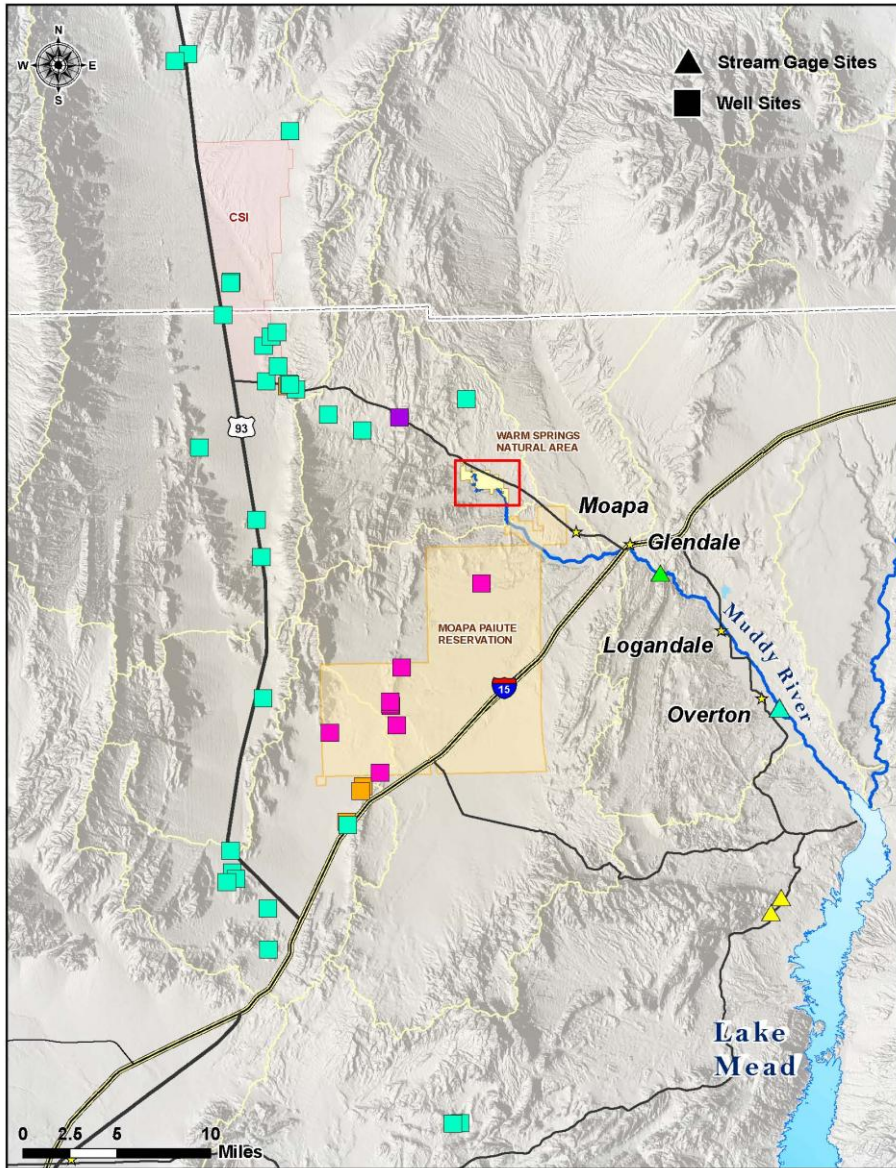 N
W E
S
Stream Gage Sites
Well Sites
CSI
93
WARM SPRINGS
NATURAL AREA
Moapa
Glendale
MOAPA PAIUTE
RESERVATION
Muddy River
Logandale
15
Overton
Lake
Mead
0 2.5 5 10
Miles